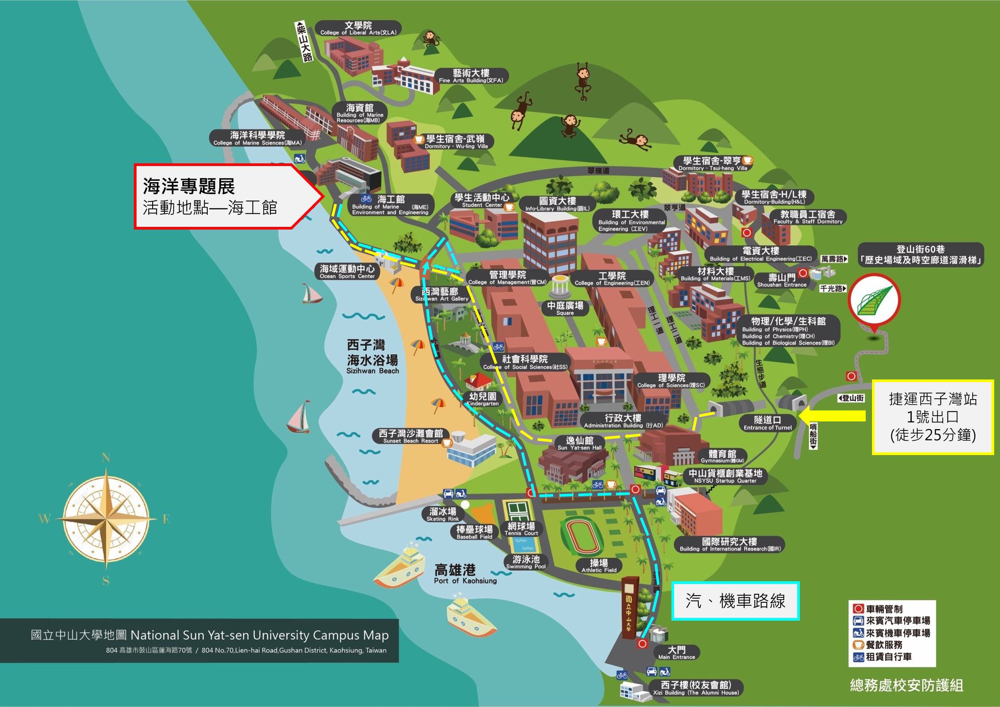 柴山大路
文學院
College of Liberal Arts(文LA)
藝術大樓
Fine Arts Building(文FA)
海資館
Building of Marine
Resources(海MB)
海洋科學學院
College of Marine Sciences(海MA)
學生宿舍-武嶺
Dormitory - Wu-ling Villa
海洋專題展
活動地點—海工館
海工館
Building of Marine (海ME)
Environment and Engineering
學生活動中心
Student Center
圖資大樓
Info-Library Building(圖IL)
翠嶺道
學生宿舍-翠亨
Dormitory - Tsui-heng Villa
學生宿舍-H/L棟
Dormitory-Building(H&L)
翠亨道
環工大樓
Building of Environmental
Engineering (工EV)
教職員工宿舍
Faculty & Staff Dormitory
電資大樓
Building of Electrical Engineering(工EC)
萬壽路
登山街60巷
「歷史場域及時空廊道溜滑梯」
海域運動中心
Ocean Sports Center
管理學院
College of Management(管CM)
工學院
College of Engineering(工EN)
材料大樓
Building of Materials(工MS)
壽山門
Shoushan Entrance
千光路
西灣藝廊
Sizihwan Art Gallery
中庭廣場
Square
理工一道
理工二道
物理/化學/生科館
Building of Physics(理PH)
Building of Chemistry(理CH)
Building of Biological Sciences(理BI)
西子灣
海水浴場
Sizihwan Beach
社會科學院
College of Social Sciences(社SS)
生態步道
理學院
College of Sciences(理SC)
幼兒園
Kindergarten
登山街
捷運西子灣站
1號出口
(徒步25分鐘)
行政大樓
Administration Building (行AD)
隧道口
Entrance of Turnel
哨船街
西子灣沙灘會館
Sunset Beach Resort
逸仙館
Sun Yat-sen Hall
體育館
Gymnasium(體GM)
中山貨櫃創業基地
NSYSU Startup Quarter
溜冰場
Skating Rink
棒壘球場
Baseball Field
網球場
Tennis Court
國際研究大樓
Building of International Research(國IR)
游泳池
Swimming Pool
操場
Athletic Field
高雄港
Port of Kaohsiung
N
W
E
S
國立中山大學
汽、機車路線
大門
Main Entrance
西子樓(校友會館)
Xizi Building (The Alumni House)
國立中山大學地圖 National Sun Yat-sen University Campus Map
804 高雄市鼓山區蓮海路70號 / 804 No.70,Lien-hai Road,Gushan District, Kaohsiung, Taiwan
車輛管制
來賓汽車停車場
來賓機車停車場
餐飲服務
租賃自行車
總務處校安防護組